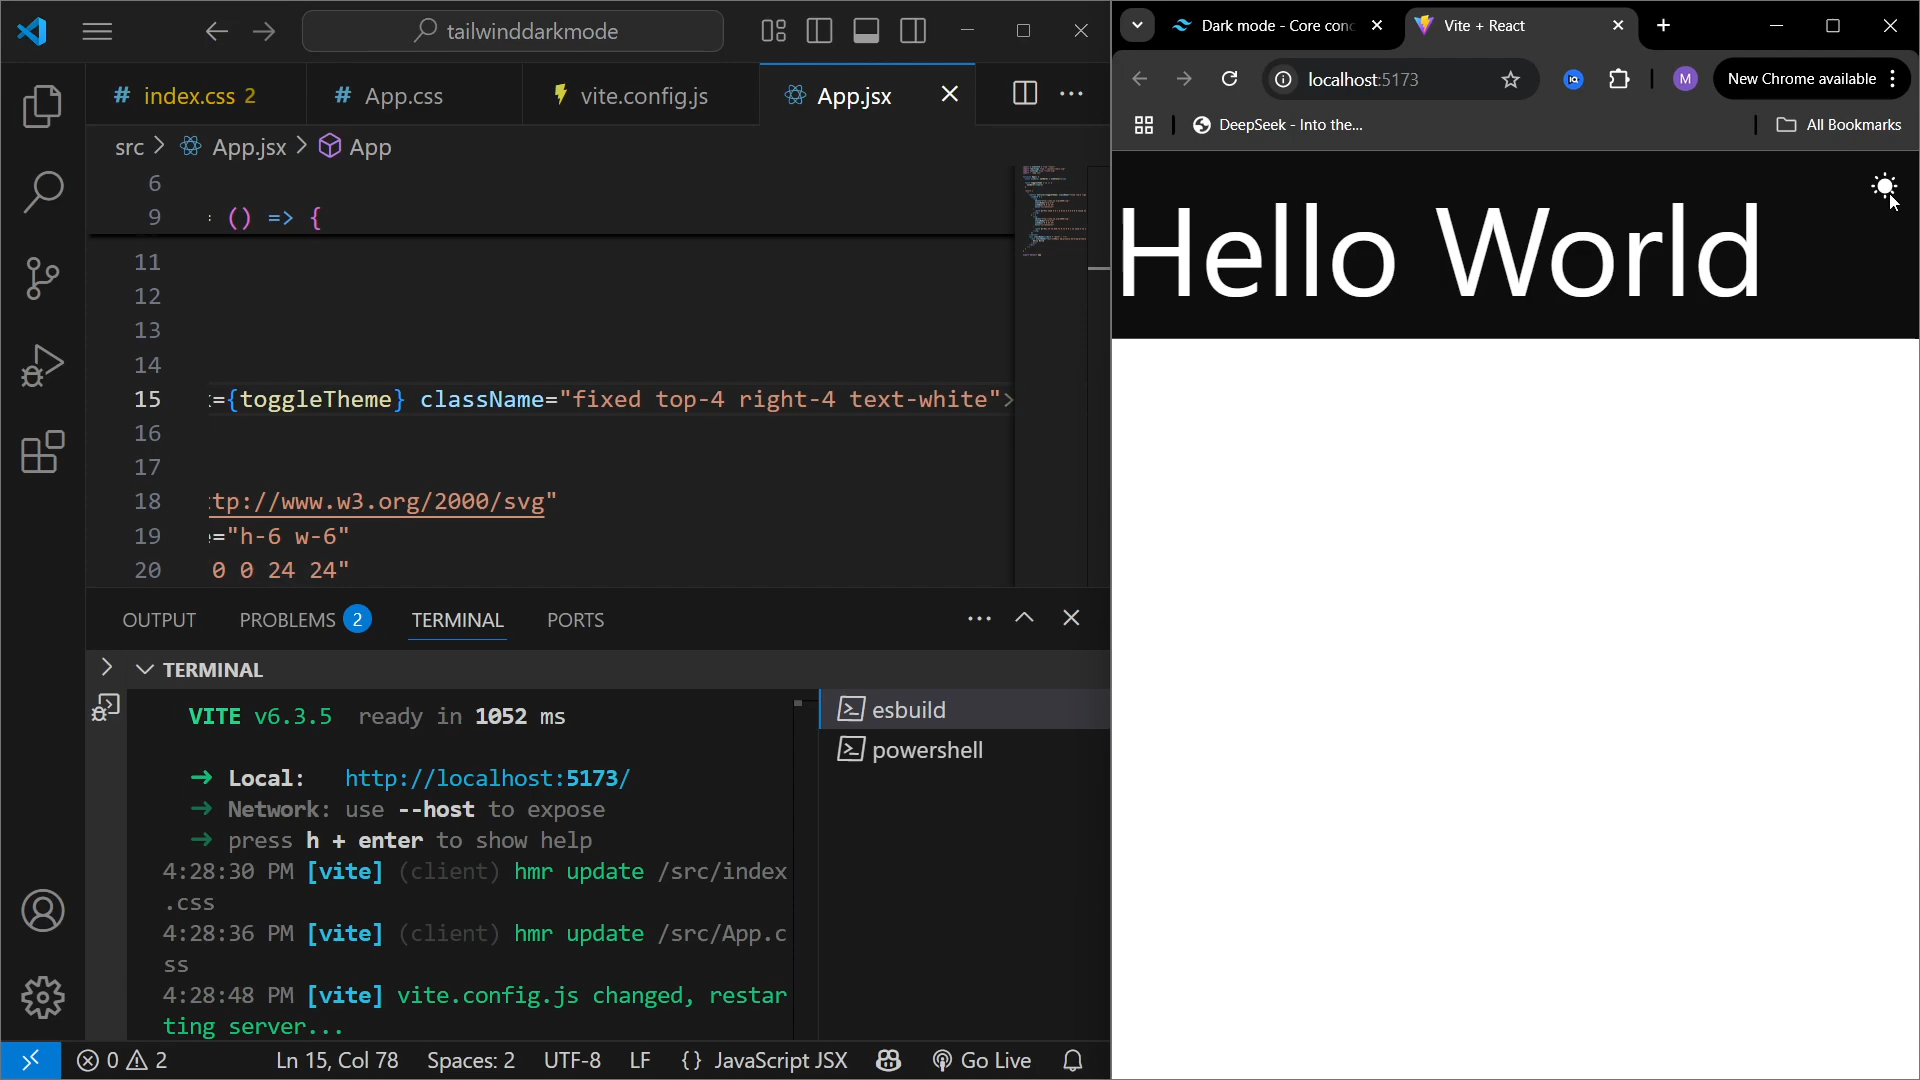 tailwinddarkmode
# index.css 2
# App.css
vite.config.js
App.jsx
src > App.jsx > App
6
9 () => {
11
12
13
14
15 ={toggleTheme} className="fixed top-4 right-4 text-white">
16
17
18 tp://www.w3.org/2000/svg"
19 ="h-6 w-6"
20 0 0 24 24"
OUTPUT PROBLEMS 2 TERMINAL PORTS
TERMINAL
VITE v6.3.5 ready in 1052 ms
➜ Local: http://localhost:5173/
➜ Network: use --host to expose
➜ press h + enter to show help
4:28:30 PM [vite] (client) hmr update /src/index
.css
4:28:36 PM [vite] (client) hmr update /src/App.c
ss
4:28:48 PM [vite] vite.config.js changed, restar
ting server...
esbuild
powershell
0 2 Ln 15, Col 78 Spaces: 2 UTF-8 LF {} JavaScript JSX Go Live
Dark mode - Core conc
Vite + React
localhost:5173
M
New Chrome available
DeepSeek - Into the...
All Bookmarks
Hello World